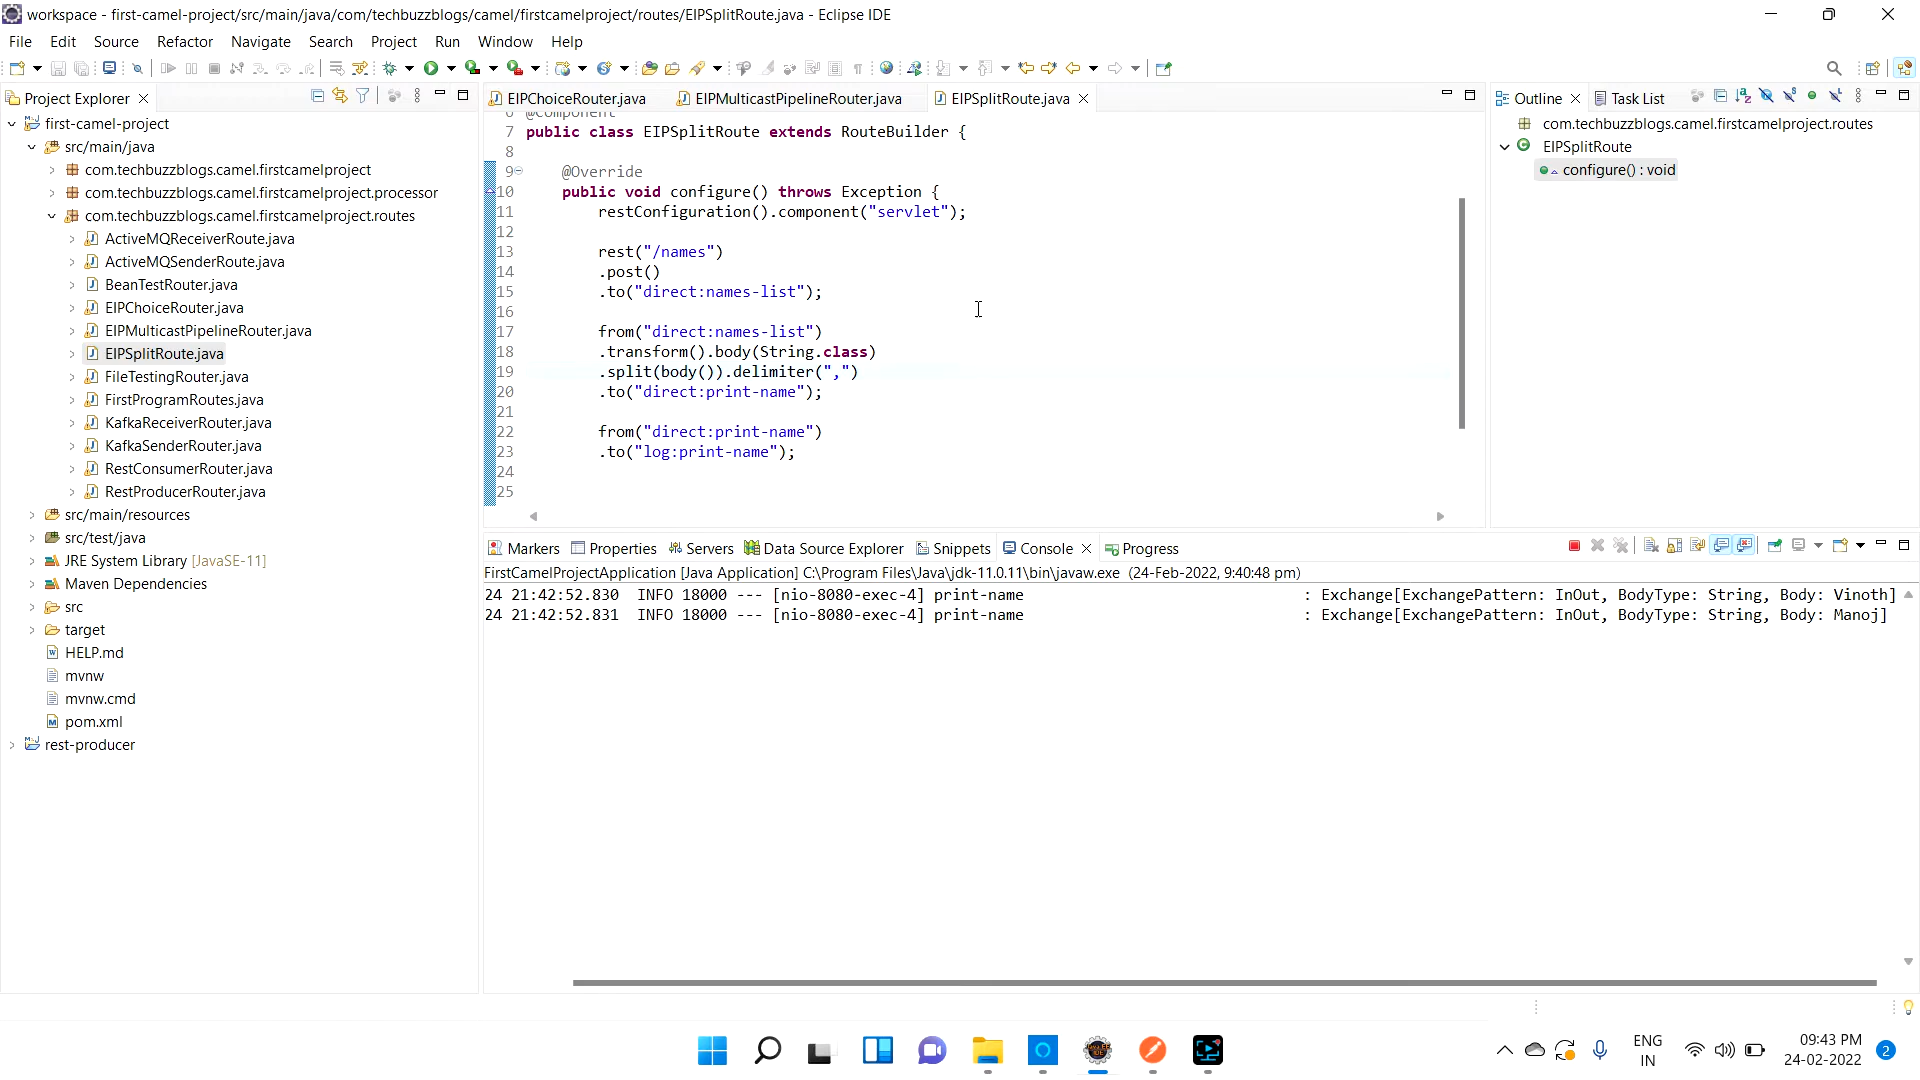 workspace - first-camel-project/src/main/java/com/techbuzzblogs/camel/firstcamelproject/routes/EIPSplitRoute.java - Eclipse IDE
File Edit Source Refactor Navigate Search Project Run Window Help
Project Explorer
first-camel-project
src/main/java
com.techbuzzblogs.camel.firstcamelproject
com.techbuzzblogs.camel.firstcamelproject.processor
com.techbuzzblogs.camel.firstcamelproject.routes
ActiveMQReceiverRoute.java
ActiveMQSenderRoute.java
BeanTestRouter.java
EIPChoiceRouter.java
EIPMulticastPipelineRouter.java
EIPSplitRoute.java
FileTestingRouter.java
FirstProgramRoutes.java
KafkaReceiverRouter.java
KafkaSenderRouter.java
RestConsumerRouter.java
RestProducerRouter.java
src/main/resources
src/test/java
JRE System Library [JavaSE-11]
Maven Dependencies
src
target
HELP.md
mvnw
mvnw.cmd
pom.xml
rest-producer
EIPChoiceRouter.java EIPMulticastPipelineRouter.java EIPSplitRoute.java
6 @Component
7 public class EIPSplitRoute extends RouteBuilder {
8
9 @Override
10 public void configure() throws Exception {
11 restConfiguration().component("servlet");
12
13 rest("/names")
14 .post()
15 .to("direct:names-list");
16
17 from("direct:names-list")
18 .transform().body(String.class)
19 .split(body()).delimiter(",")
20 .to("direct:print-name");
21
22 from("direct:print-name")
23 .to("log:print-name");
24
25
Outline Task List
com.techbuzzblogs.camel.firstcamelproject.routes
EIPSplitRoute
configure() : void
Markers Properties Servers Data Source Explorer Snippets Console Progress
FirstCamelProjectApplication [Java Application] C:\Program Files\Java\jdk-11.0.11\bin\javaw.exe (24-Feb-2022, 9:40:48 pm)
24 21:42:52.830 INFO 18000 --- [nio-8080-exec-4] print-name : Exchange[ExchangePattern: InOut, BodyType: String, Body: Vinoth]
24 21:42:52.831 INFO 18000 --- [nio-8080-exec-4] print-name : Exchange[ExchangePattern: InOut, BodyType: String, Body: Manoj]
ENG
IN
09:43 PM
24-02-2022
2